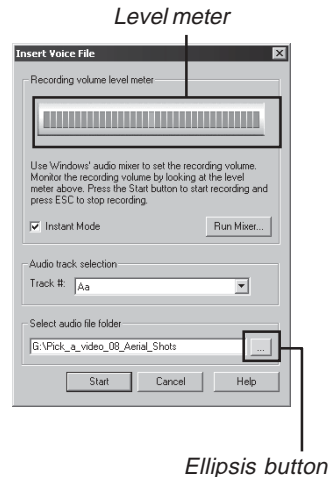 Level meter
Insert Voice File
Recording volume level meter
Use Windows' audio mixer to set the recording volume.
Monitor the recording volume by looking at the level
meter above. Press the Start button to start recording and
press ESC to stop recording.
Instant Mode
Run Mixer...
Audio track selection
Track #:
Aa
Select audio file folder
G:\Pick_a_video_08_Aerial_Shots
...
Start
Cancel
Help
Ellipsis button